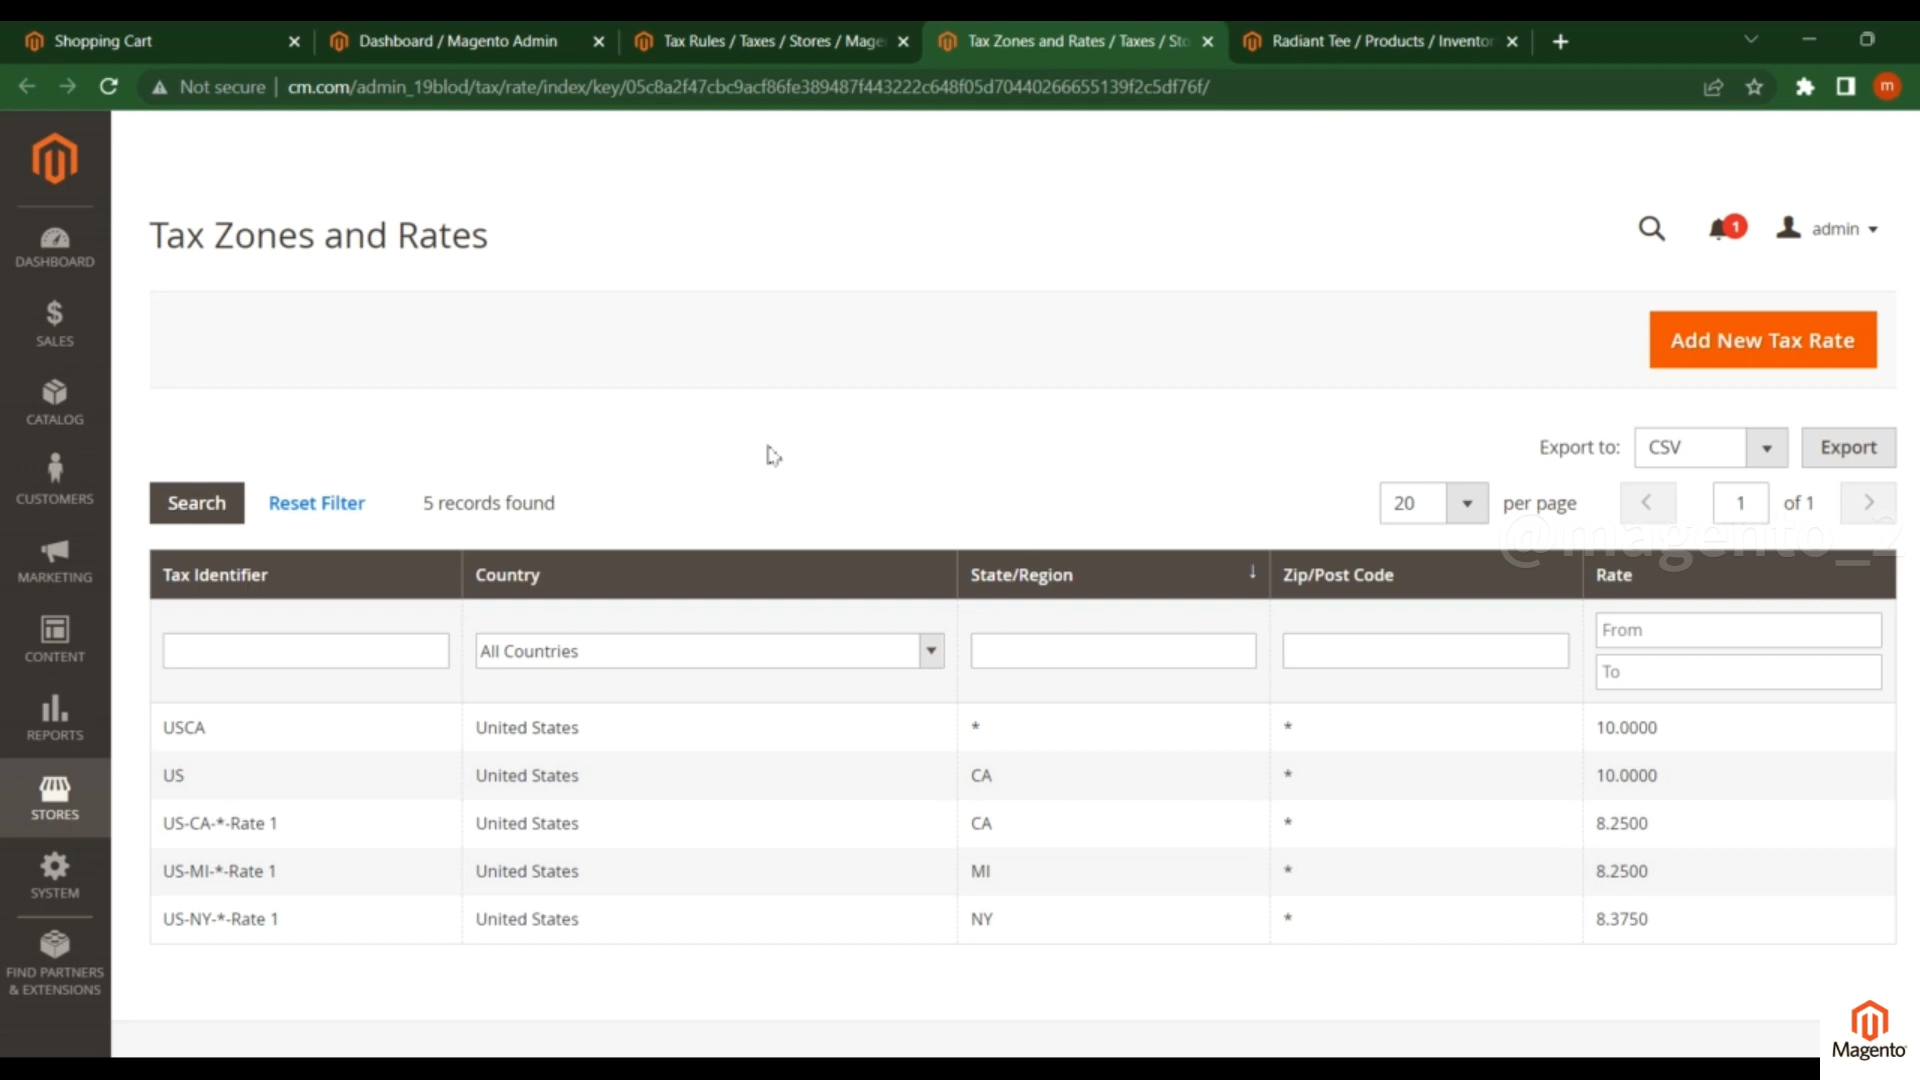 Shopping Cart
Dashboard / Magento Admin
Tax Rules / Taxes / Stores / Mage
Tax Zones and Rates / Taxes / Sto
Radiant Tee / Products / Inventor
Not secure
cm.com/admin_19blod/tax/rate/index/key/05c8a2f47cbc9acf86fe389487f443222c648f05d70440266655139f2c5df76f/
m
DASHBOARD
SALES
CATALOG
CUSTOMERS
MARKETING
CONTENT
REPORTS
STORES
SYSTEM
FIND PARTNERS
& EXTENSIONS
Tax Zones and Rates
1
admin
Add New Tax Rate
Export to: CSV Export
Search Reset Filter 5 records found 20 per page 1 of 1
@magento_2
Tax Identifier Country State/Region Zip/Post Code Rate
All Countries From
To
USCA United States * * 10.0000
US United States CA * 10.0000
US-CA-*-Rate 1 United States CA * 8.2500
US-MI-*-Rate 1 United States MI * 8.2500
US-NY-*-Rate 1 United States NY * 8.3750
Magento